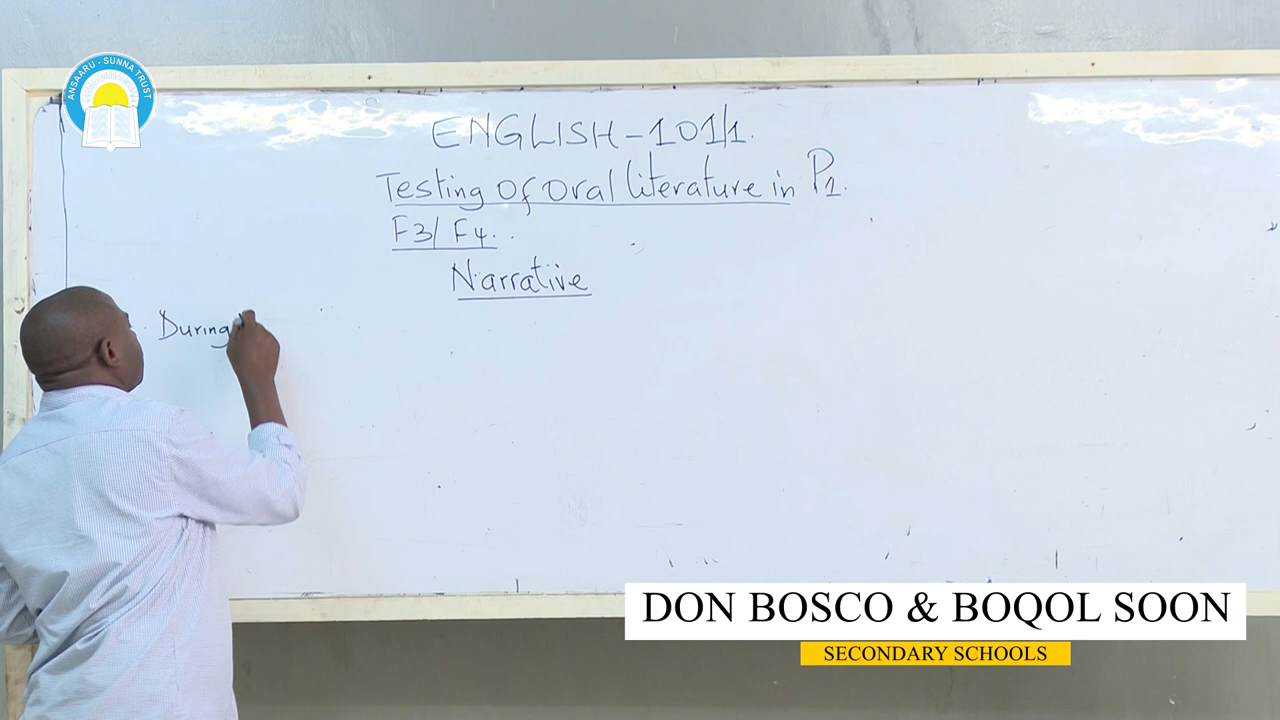 ANSAARU - SUNNA TRUST
ENGLISH - 101/1.
Testing Of Oral literature in P1.
F3/ F4.
Narrative
During
DON BOSCO & BOQOL SOON
SECONDARY SCHOOLS